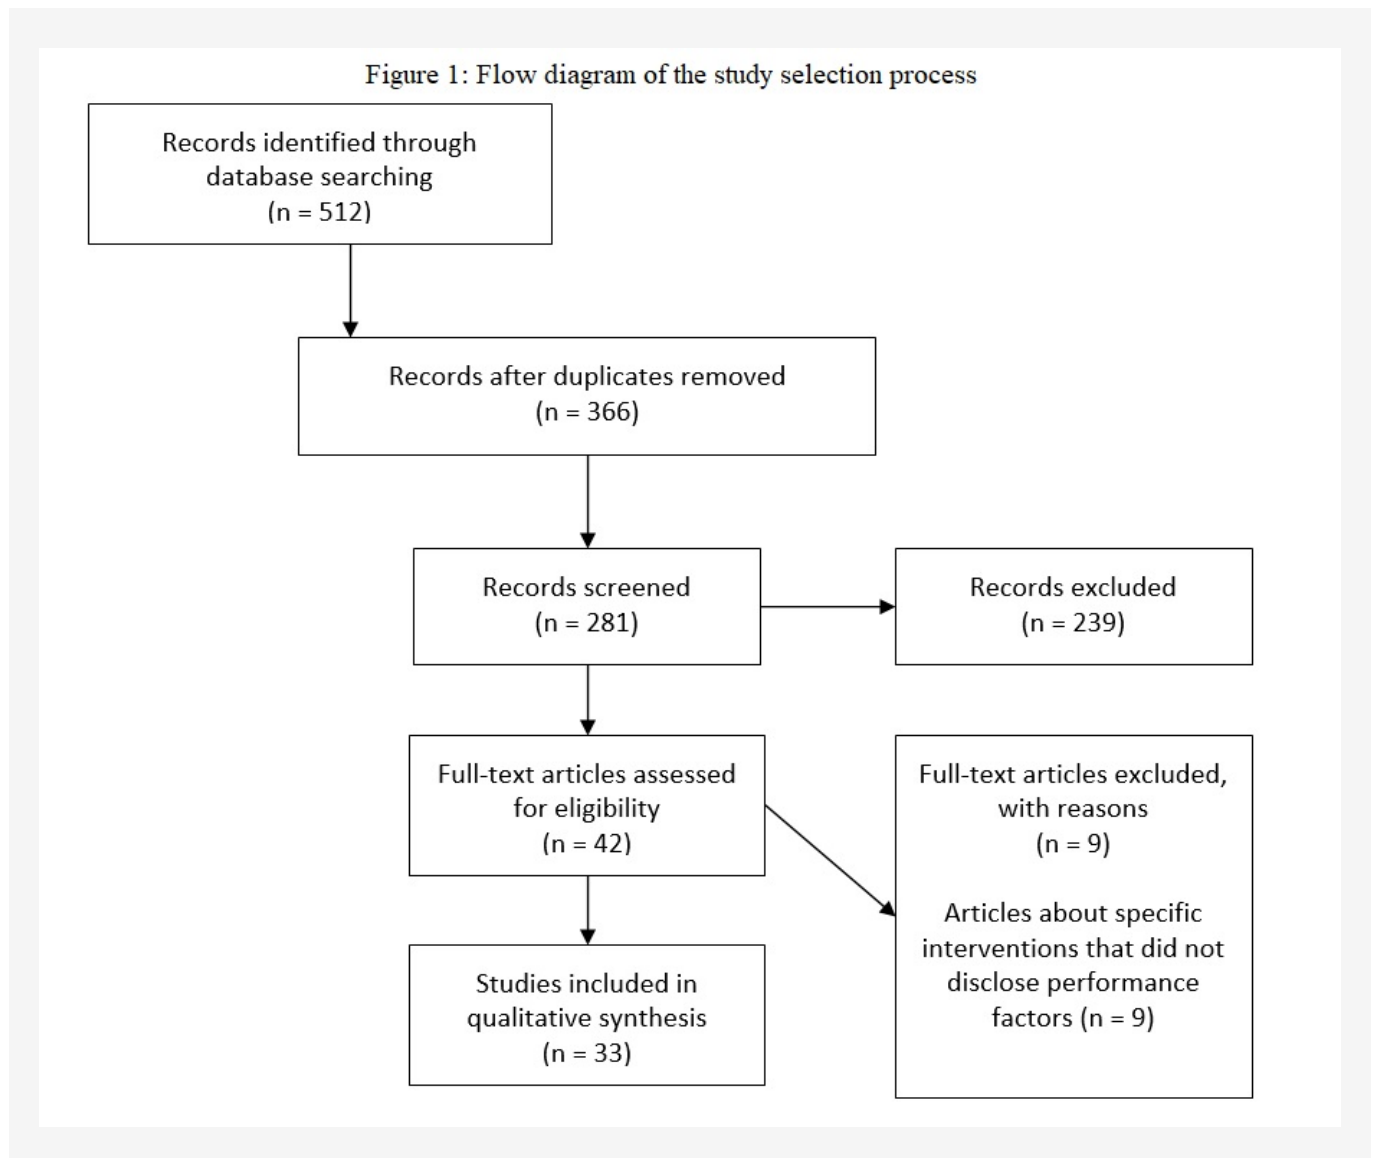 Figure 1: Flow diagram of the study selection process
Records identified through
database searching
(n = 512)
Records after duplicates removed
(n = 366)
Records screened
(n = 281)
Records excluded
(n = 239)
Full-text articles assessed
for eligibility
(n = 42)
Full-text articles excluded,
with reasons
(n = 9)
Articles about specific
interventions that did not
disclose performance
factors (n = 9)
Studies included in
qualitative synthesis
(n = 33)